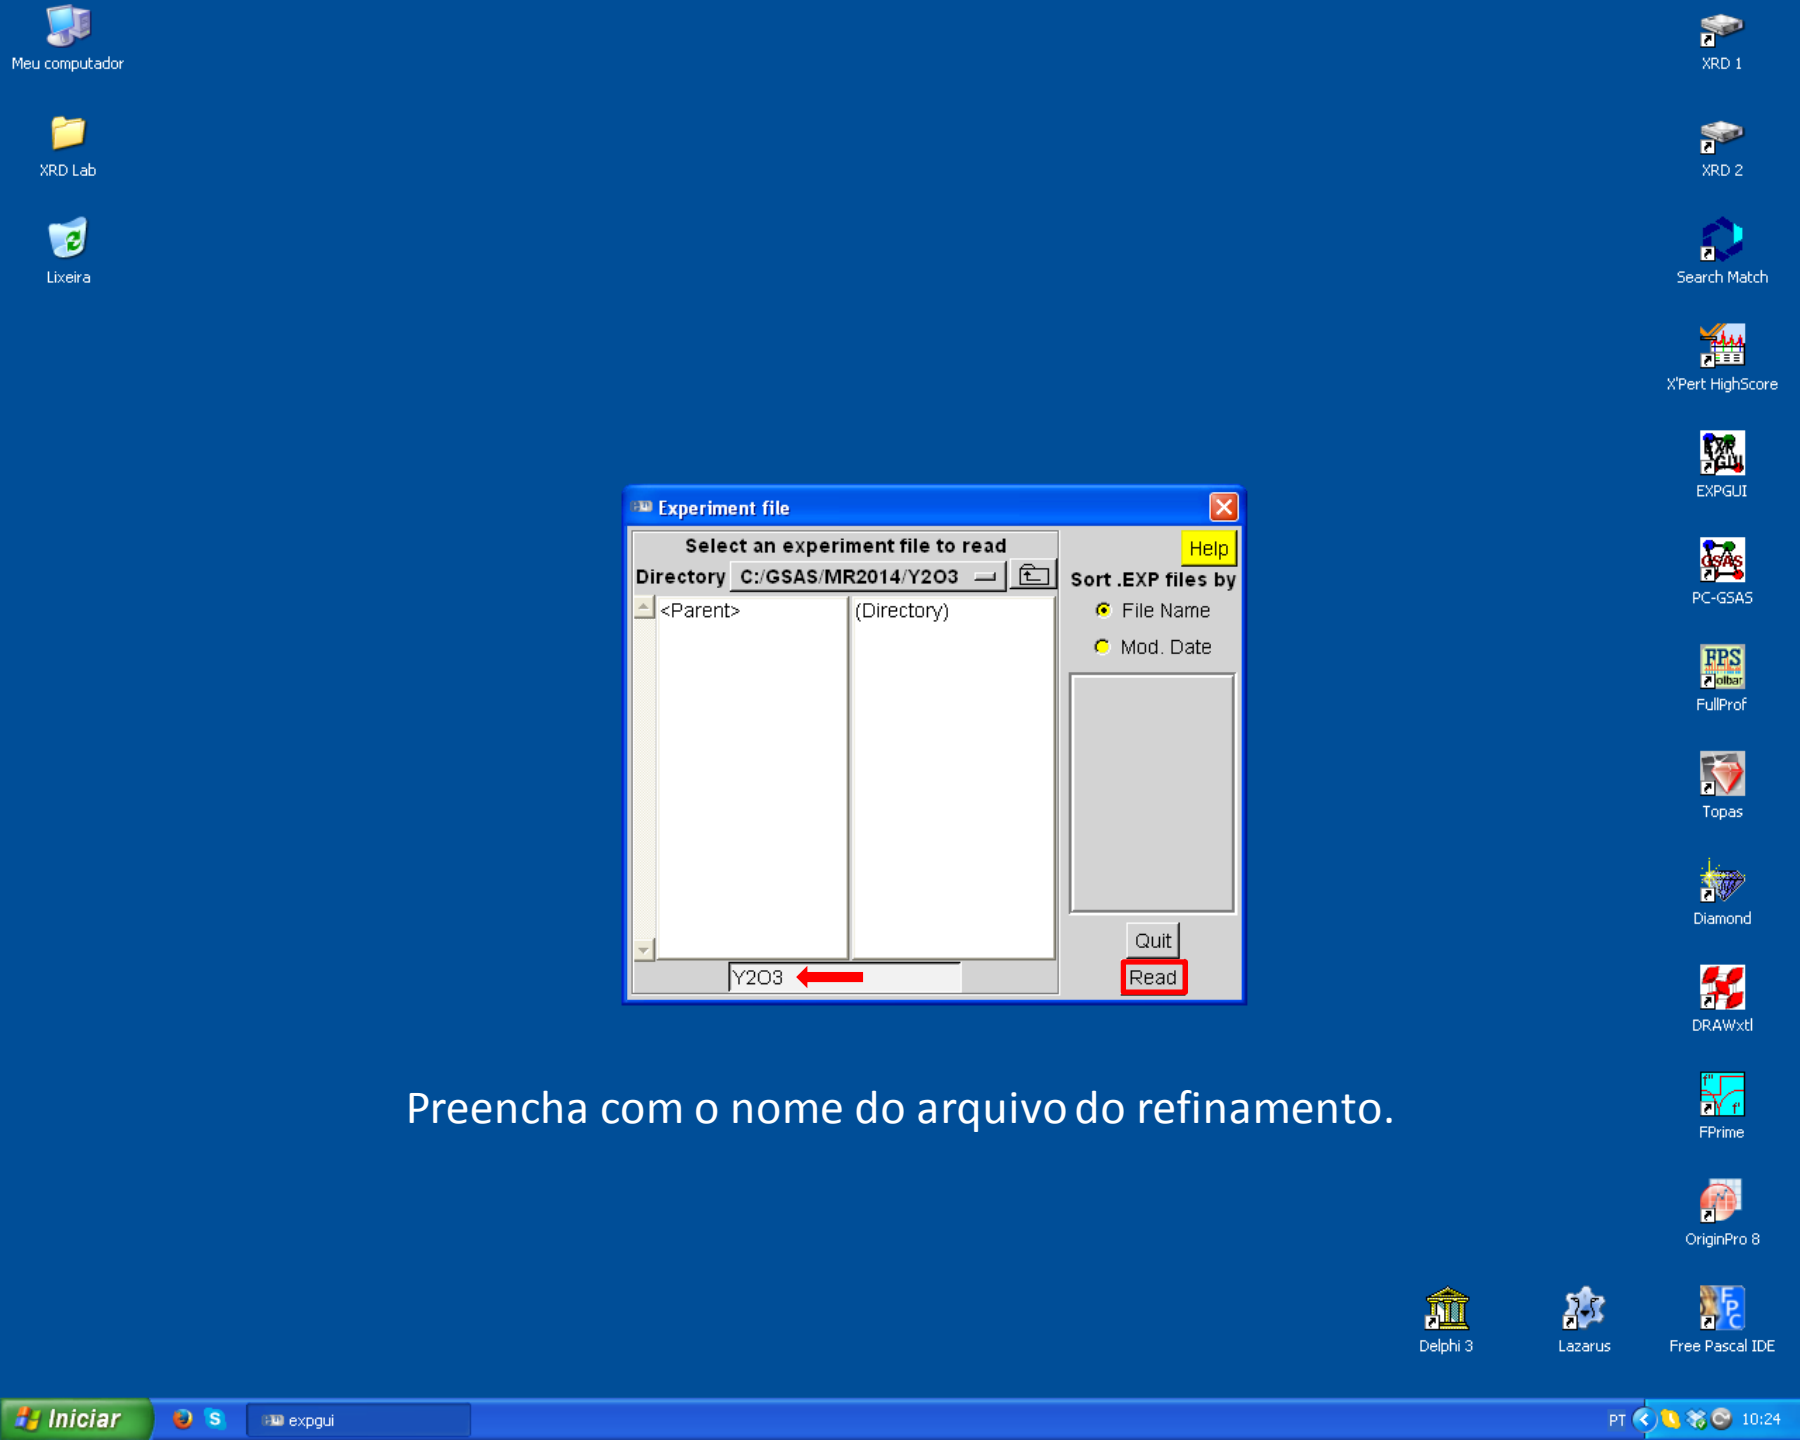 Meu computador
XRD Lab
Lixeira
XRD 1
XRD 2
Search Match
X'Pert HighScore
EXPGUI
PC-GSAS
FullProf
Topas
Diamond
DRAWxtl
FPrime
OriginPro 8
Delphi 3
Lazarus
Free Pascal IDE
Experiment file
Select an experiment file to read
Directory C:/GSAS/MR2014/Y2O3
<Parent> (Directory)
Help
Sort .EXP files by
File Name
Mod. Date
Quit
Read
Y2O3
Preencha com o nome do arquivo do refinamento.
Iniciar
expgui
PT
10:24